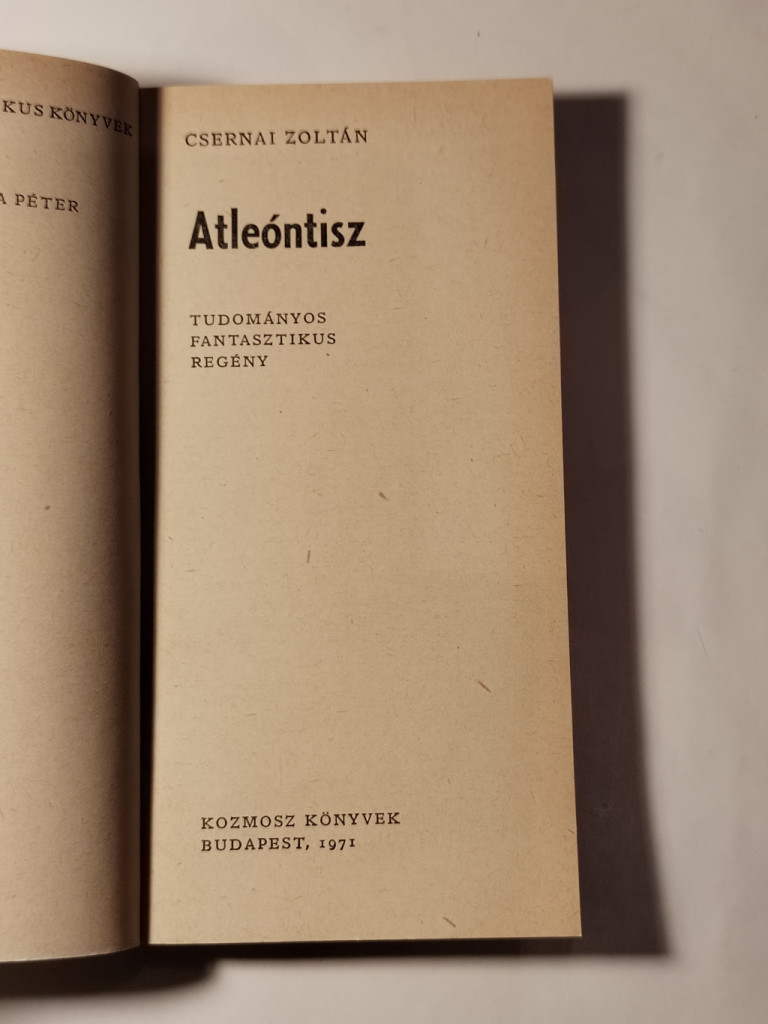 KUS KÖNYVEK
A PÉTER
CSERNAI ZOLTÁN
Atleóntisz
TUDOMÁNYOS
FANTASZTIKUS
REGÉNY
KOZMOSZ KÖNYVEK
BUDAPEST, 1971